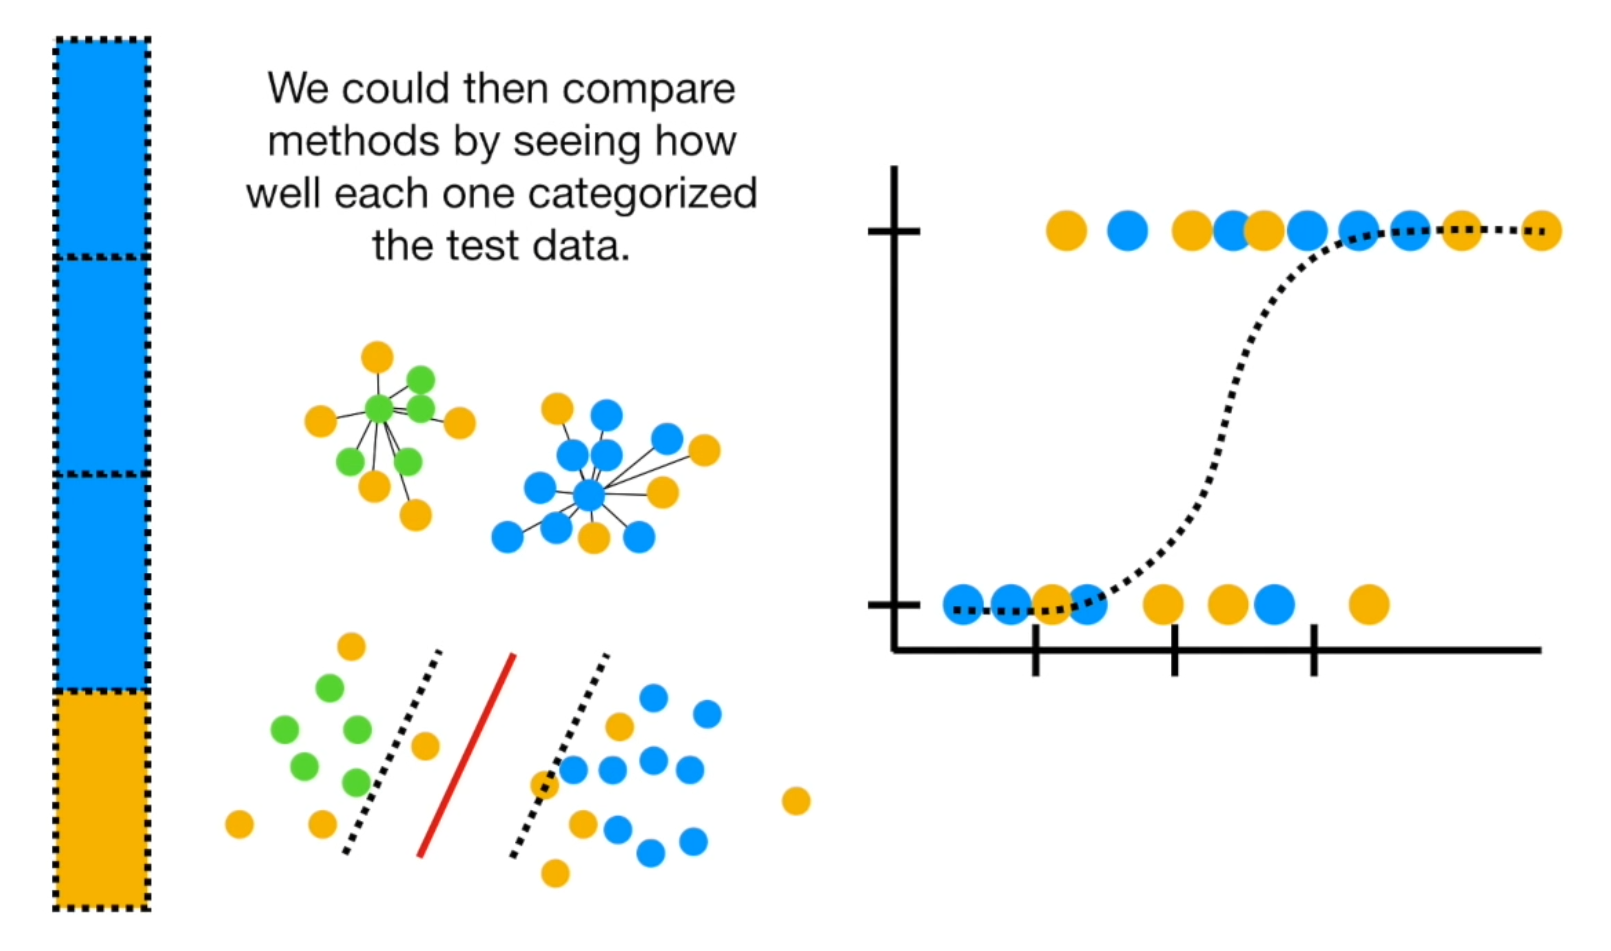 We could then compare
methods by seeing how
well each one categorized
the test data.